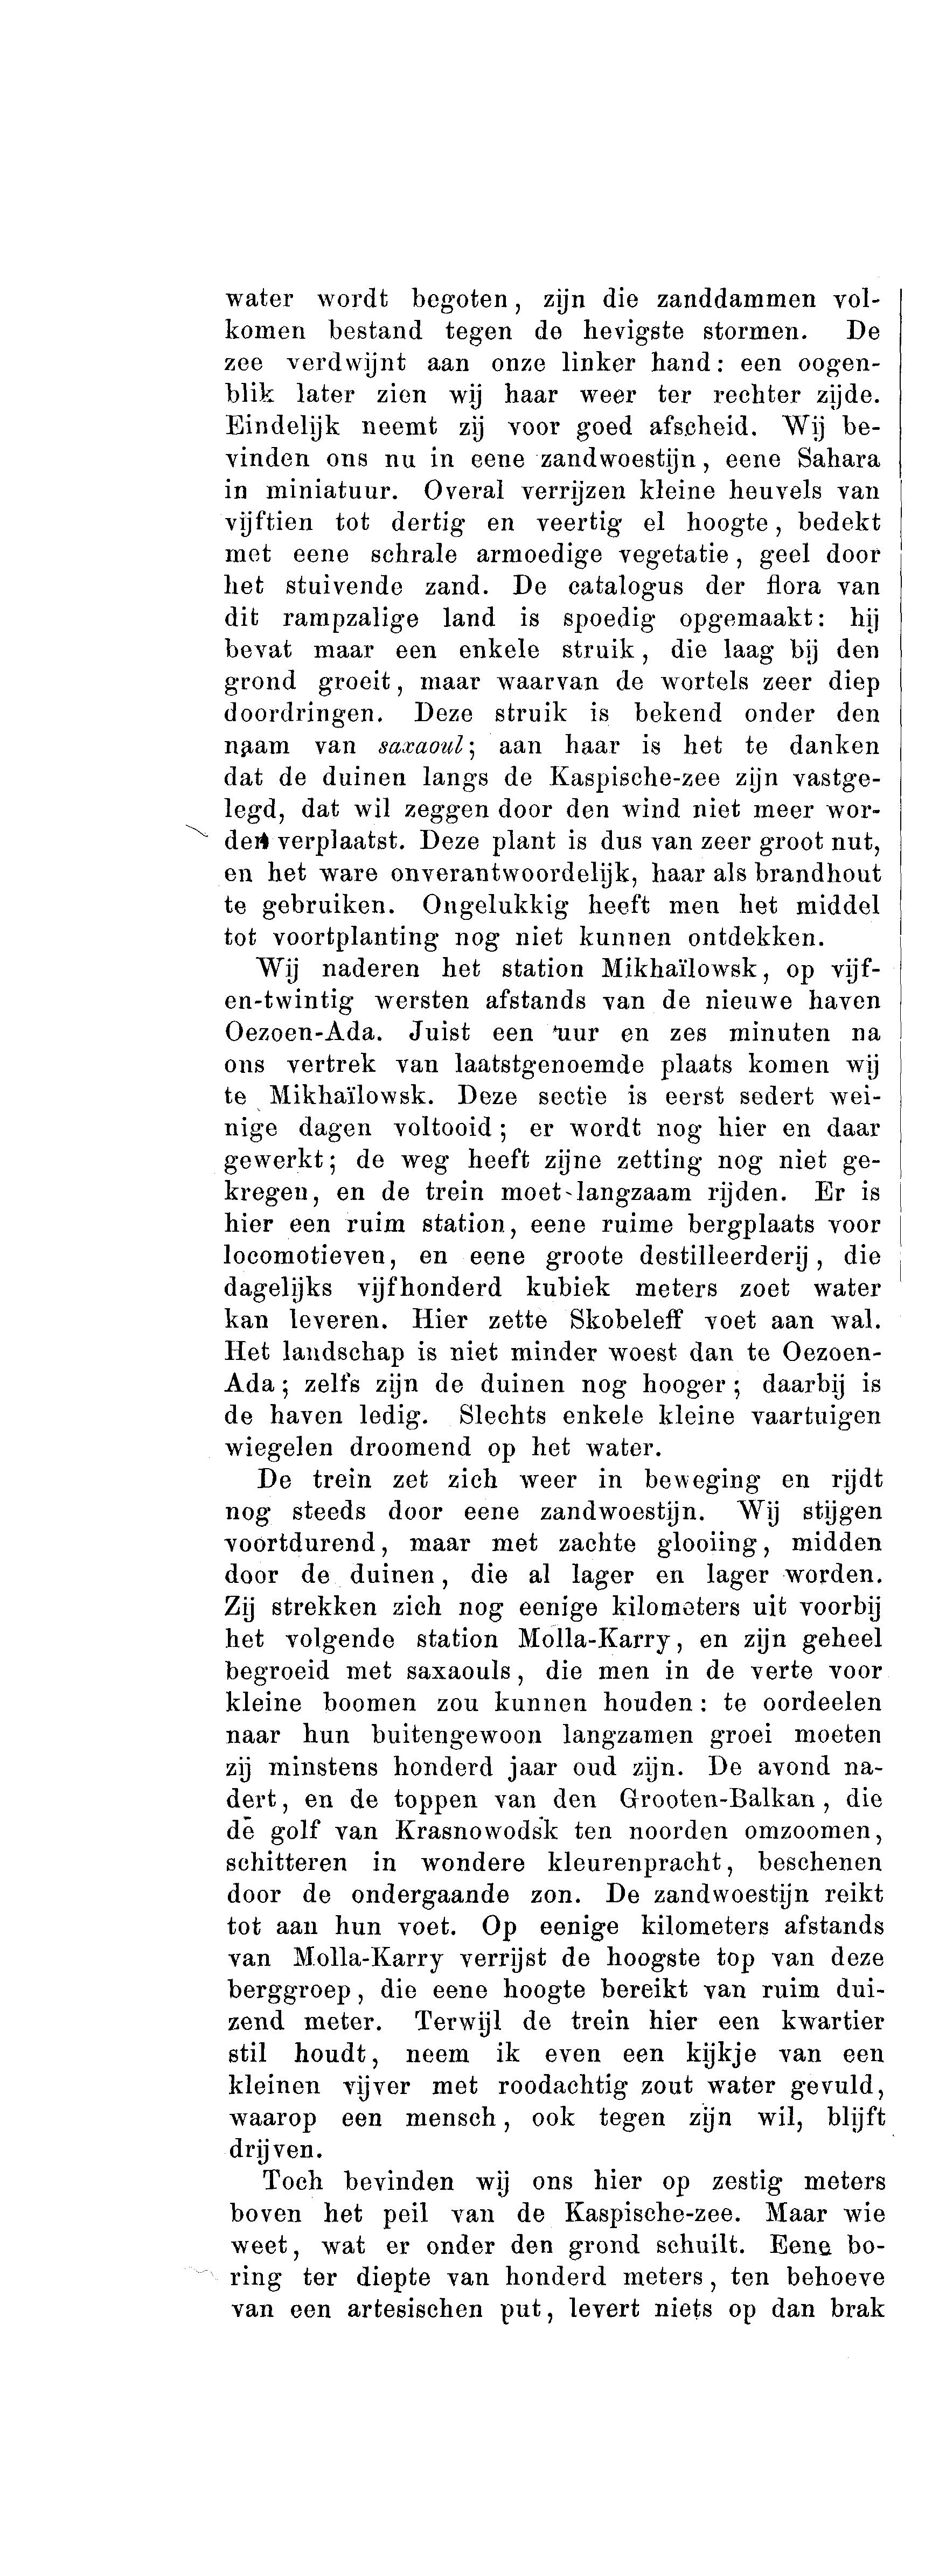 water wordt begoten, zijn die zanddammen vol-
komen bestand tegen de hevigste stormen. De
zee verdwijnt aan onze linker hand: een oogen-
blik later zien wij haar weer ter rechter zijde.
Eindelijk neemt zij voor goed afscheid. Wij be-
vinden ons nu in eene zandwoestijn, eene Sahara
in miniatuur. Overal verrijzen kleine heuvels van
vijftien tot dertig en veertig el hoogte, bedekt
met eene schrale armoedige vegetatie, geel door
het stuivende zand. De catalogus der flora van
dit rampzalige land is spoedig opgemaakt: hij
bevat maar een enkele struik, die laag bij den
grond groeit, maar waarvan de wortels zeer diep
doordringen. Deze struik is bekend onder den
naam van saxaoul; aan haar is het te danken
dat de duinen langs de Kaspische-zee zijn vastge-
legd, dat wil zeggen door den wind niet meer wor-
den verplaatst. Deze plant is dus van zeer groot nut,
en het ware onverantwoordelijk, haar als brandhout
te gebruiken. Ongelukkig heeft men het middel
tot voortplanting nog niet kunnen ontdekken.
Wij naderen het station Mikhaïlowsk, op vijf-
en-twintig wersten afstands van de nieuwe haven
Oezoen-Ada. Juist een uur en zes minuten na
ons vertrek van laatstgenoemde plaats komen wij
te Mikhaïlowsk. Deze sectie is eerst sedert wei-
nige dagen voltooid; er wordt nog hier en daar
gewerkt; de weg heeft zijne zetting nog niet ge-
kregen, en de trein moet langzaam rijden. Er is
hier een ruim station, eene ruime bergplaats voor
locomotieven, en eene groote destilleerderij, die
dagelijks vijfhonderd kubiek meters zoet water
kan leveren. Hier zette Skobeleff voet aan wal.
Het landschap is niet minder woest dan te Oezoen-
Ada; zelfs zijn de duinen nog hooger; daarbij is
de haven ledig. Slechts enkele kleine vaartuigen
wiegelen droomend op het water.
De trein zet zich weer in beweging en rijdt
nog steeds door eene zandwoestijn. Wij stijgen
voortdurend, maar met zachte glooiing, midden
door de duinen, die al lager en lager worden.
Zij strekken zich nog eenige kilometers uit voorbij
het volgende station Molla-Karry, en zijn geheel
begroeid met saxaouls, die men in de verte voor
kleine boomen zou kunnen houden: te oordeelen
naar hun buitengewoon langzamen groei moeten
zij minstens honderd jaar oud zijn. De avond na-
dert, en de toppen van den Grooten-Balkan, die
de golf van Krasnowodsk ten noorden omzoomen,
schitteren in wondere kleurenpracht, beschenen
door de ondergaande zon. De zandwoestijn reikt
tot aan hun voet. Op eenige kilometers afstands
van Molla-Karry verrijst de hoogste top van deze
berggroep, die eene hoogte bereikt van ruim dui-
zend meter. Terwijl de trein hier een kwartier
stil houdt, neem ik even een kijkje van een
kleinen vijver met roodachtig zout water gevuld,
waarop een mensch, ook tegen zijn wil, blijft
drijven.
Toch bevinden wij ons hier op zestig meters
boven het peil van de Kaspische-zee. Maar wie
weet, wat er onder den grond schuilt. Eene bo-
ring ter diepte van honderd meters, ten behoeve
van een artesischen put, levert niets op dan brak